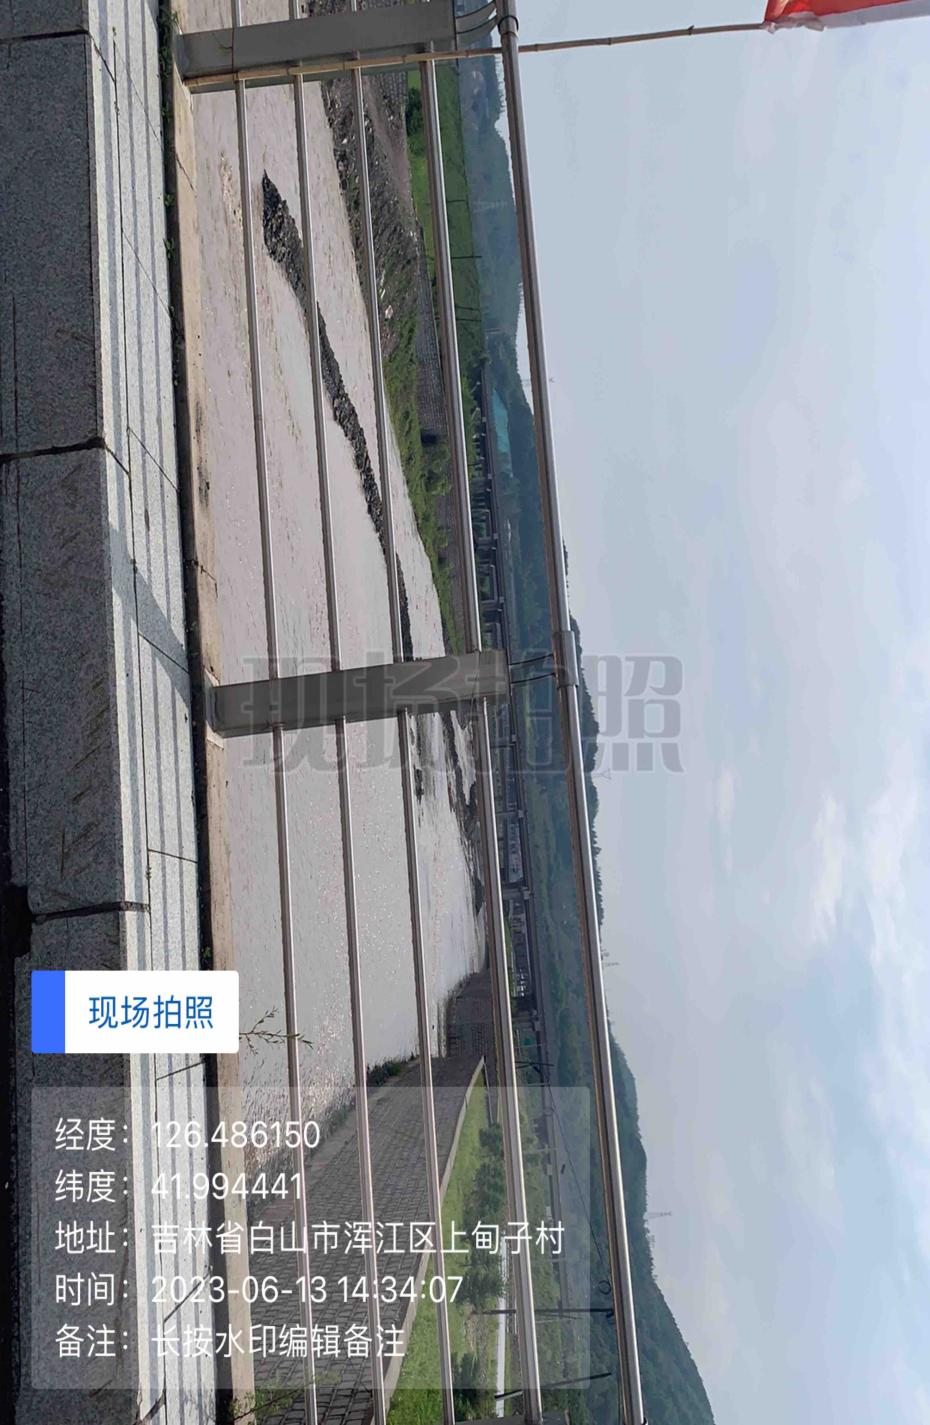 现场拍照
现场拍照
经度：126.486150
纬度：41.994441
地址：吉林省白山市浑江区上甸子村
时间：2023-06-13 14:34:07
备注：长按水印编辑备注